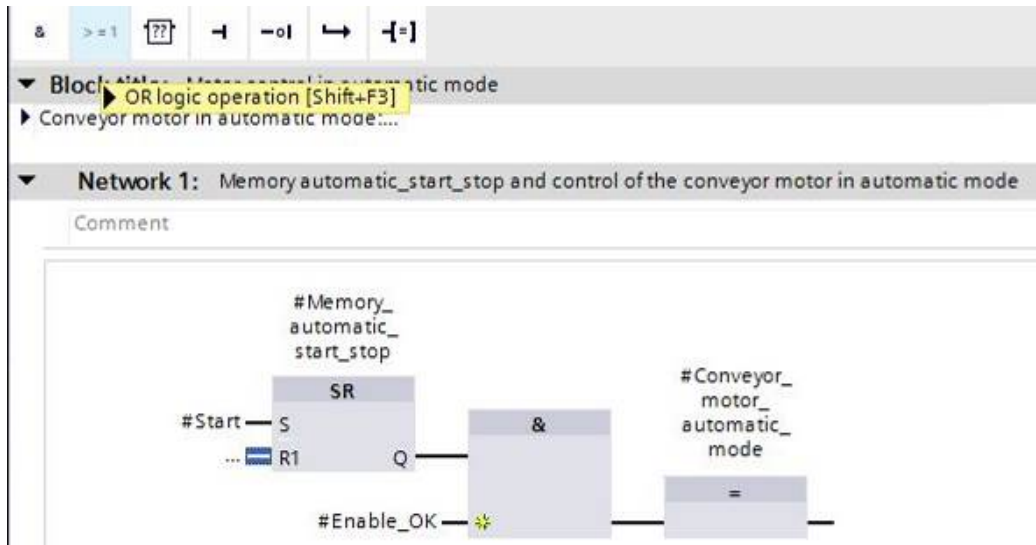 & >=1 ?? ⊣ –o| ↦ –[=]
Block
tic mode
OR logic operation [Shift+F3]
Conveyor motor in automatic mode:....
Network 1: Memory automatic_start_stop and control of the conveyor motor in automatic mode
Comment
#Memory_
automatic_
start_stop
#Conveyor_
motor_
automatic_
mode
SR
#Start S
&
... R1 Q
=
#Enable_OK